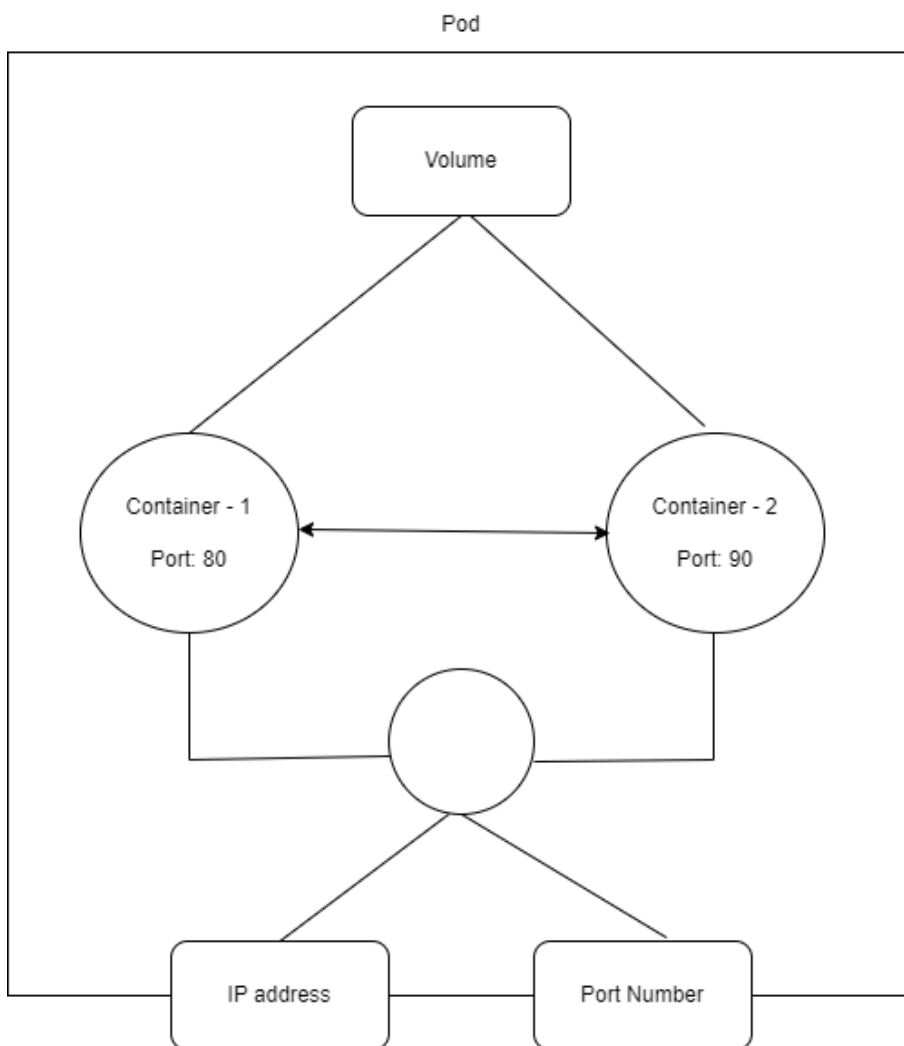 Pod
Volume
Container - 1
Port: 80
Container - 2
Port: 90
IP address
Port Number